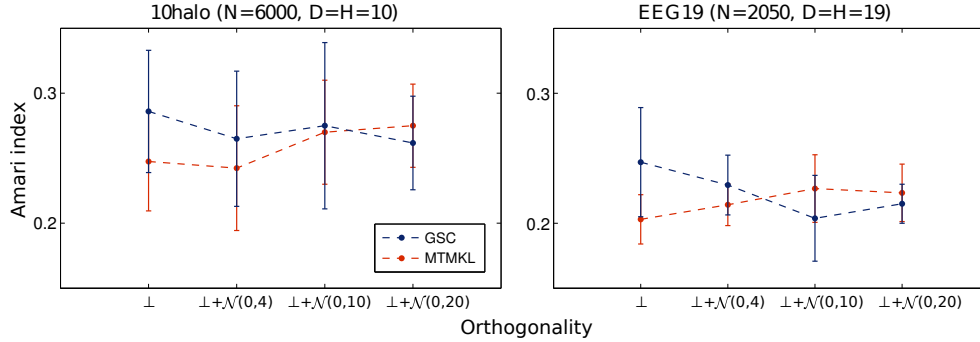 10halo (N=6000, D=H=10)
EEG19 (N=2050, D=H=19)
Amari index
0.3
0.2
GSC
MTMKL
⊥
⊥+𝒩(0,4)
⊥+𝒩(0,10)
⊥+𝒩(0,20)
0.3
0.2
⊥
⊥+𝒩(0,4)
⊥+𝒩(0,10)
⊥+𝒩(0,20)
Orthogonality